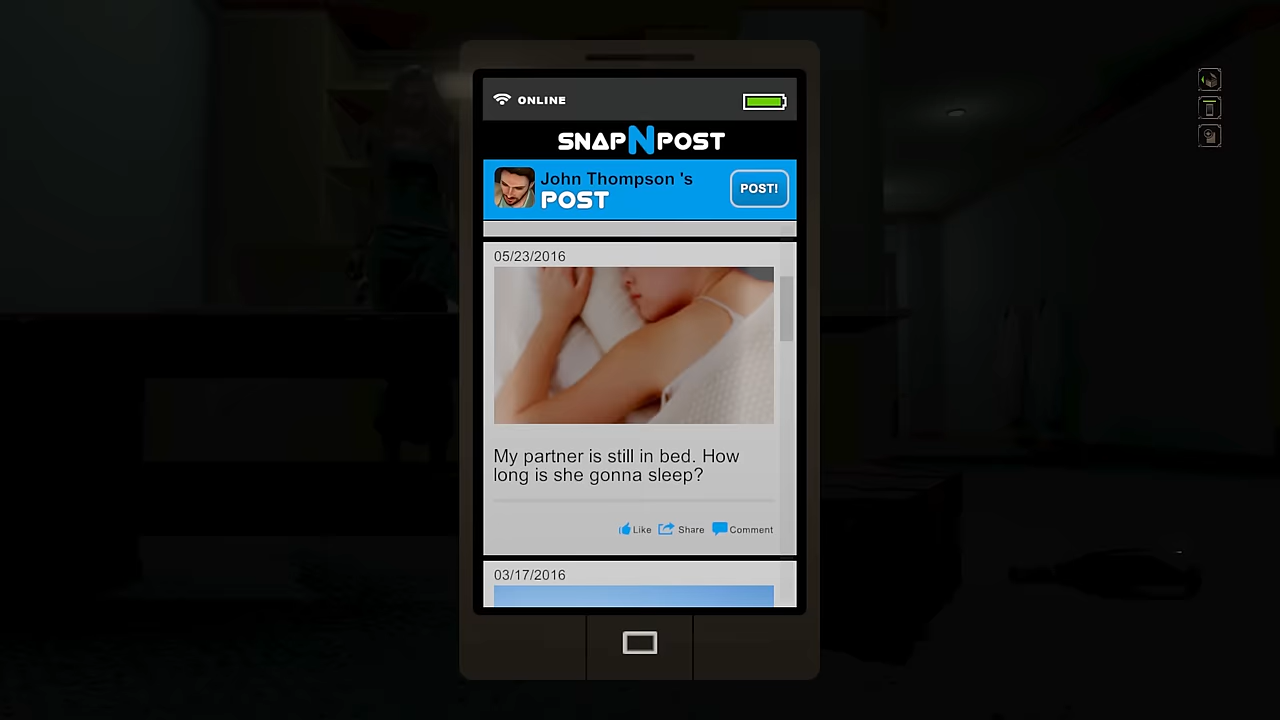 ONLINE
SNAPNPOST
John Thompson 's
POST
POST!
05/23/2016
My partner is still in bed. How
long is she gonna sleep?
Like Share Comment
03/17/2016